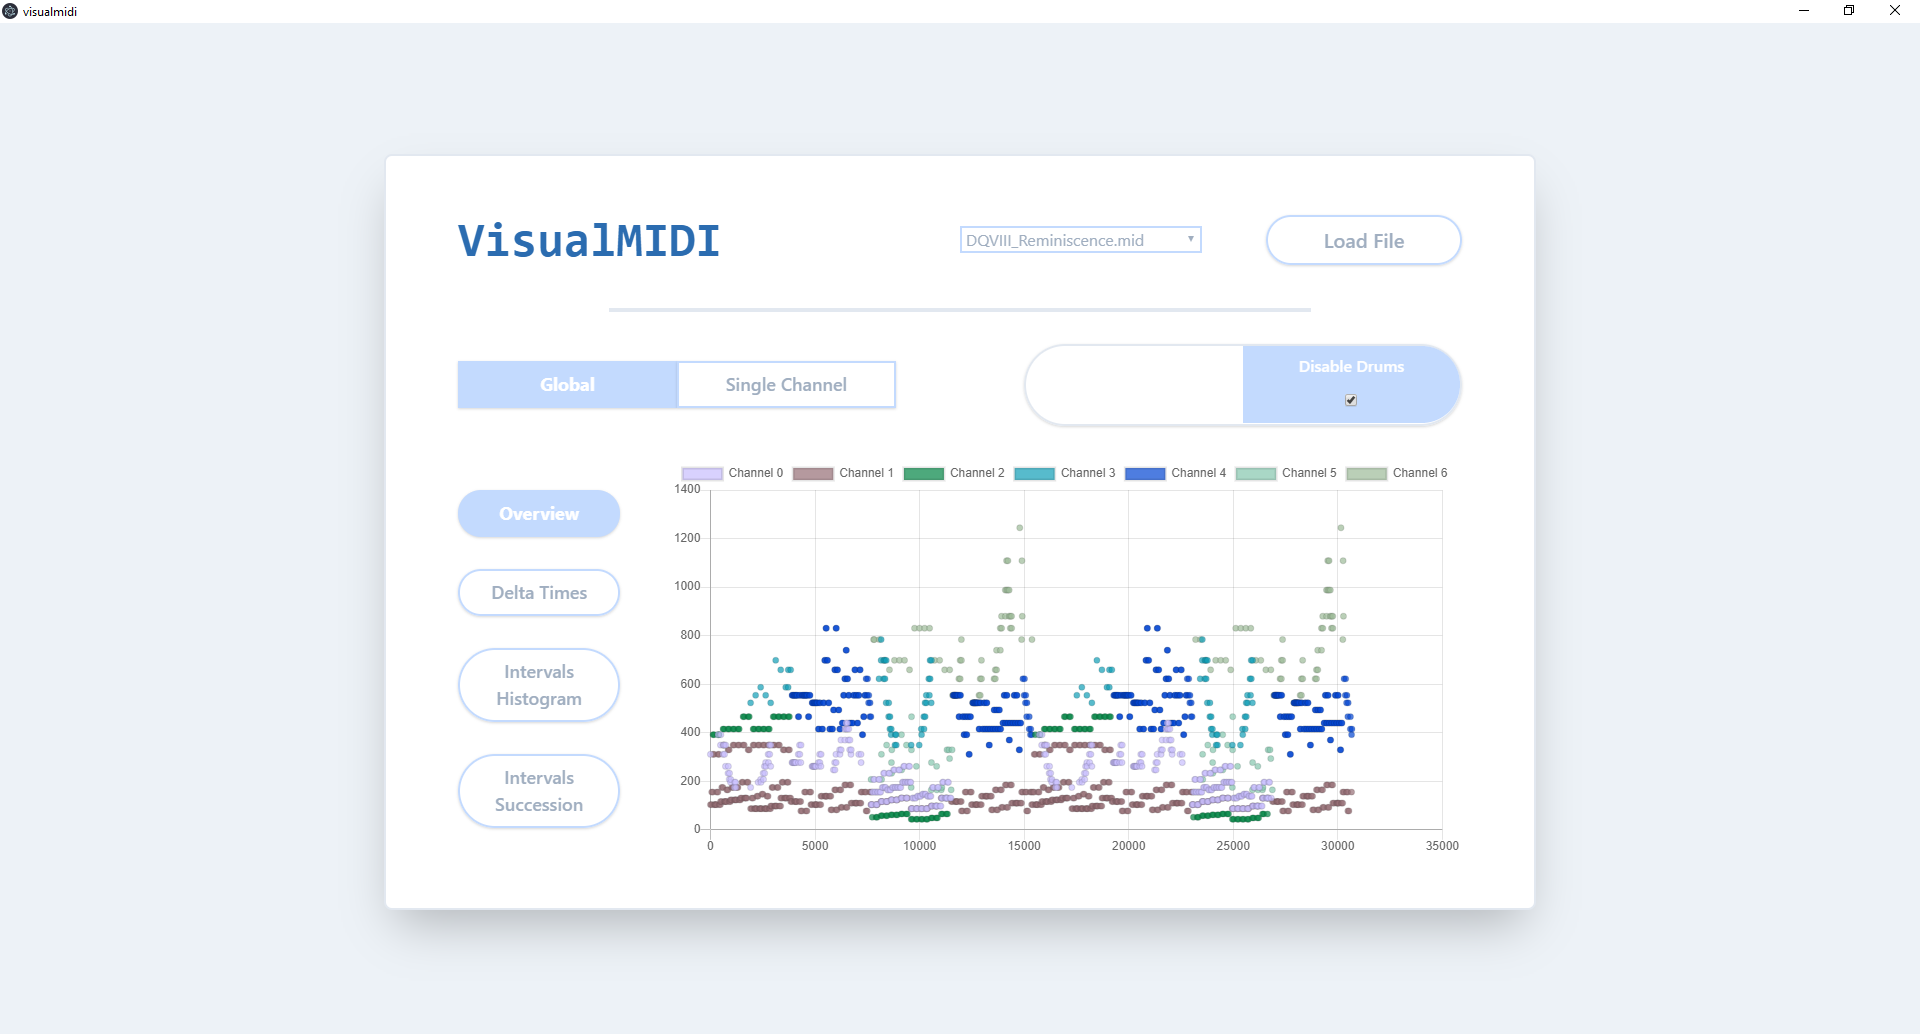 visualmidi
VisualMIDI
DQVIII_Reminiscence.mid
Load File
Global
Single Channel
Disable Drums
Overview
Delta Times
Intervals
Histogram
Intervals
Succession
Channel 0 Channel 1 Channel 2 Channel 3 Channel 4 Channel 5 Channel 6
1400
1200
1000
800
600
400
200
0
0 5000 10000 15000 20000 25000 30000 35000